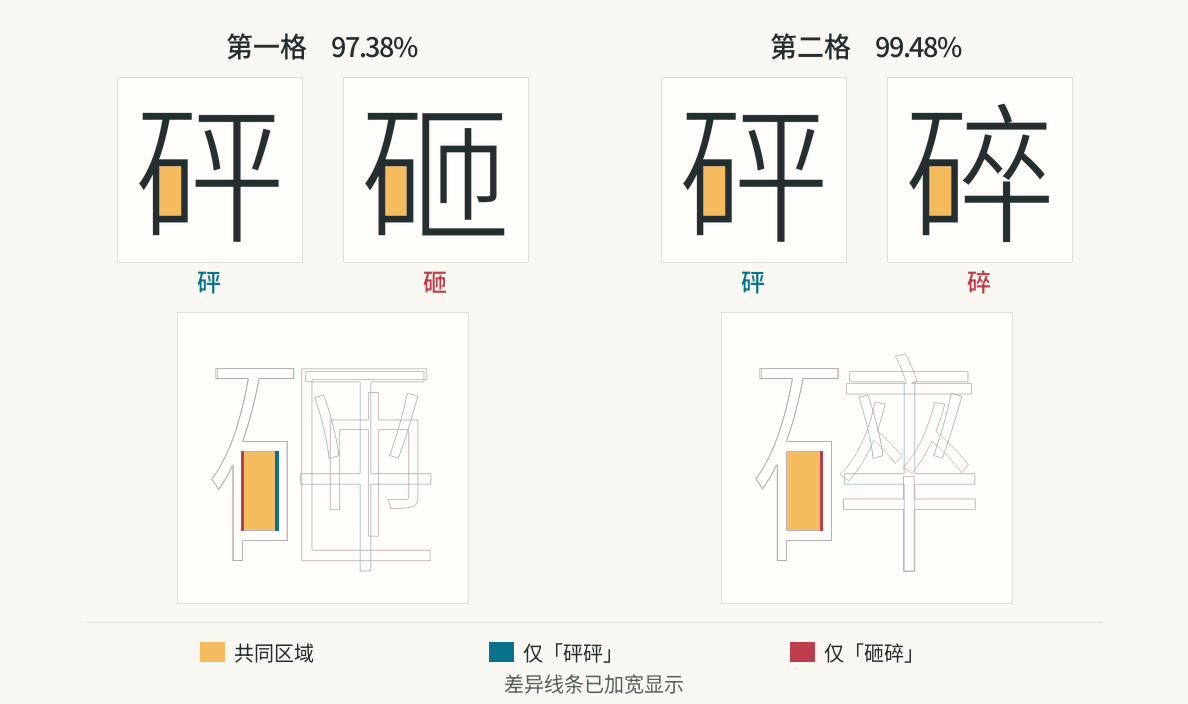 第一格 97.38%
第二格 99.48%
砰 砸
砰 碎
砰 砸
砰 碎
共同区域
仅「砰砰」
仅「砸碎」
差异线条已加宽显示